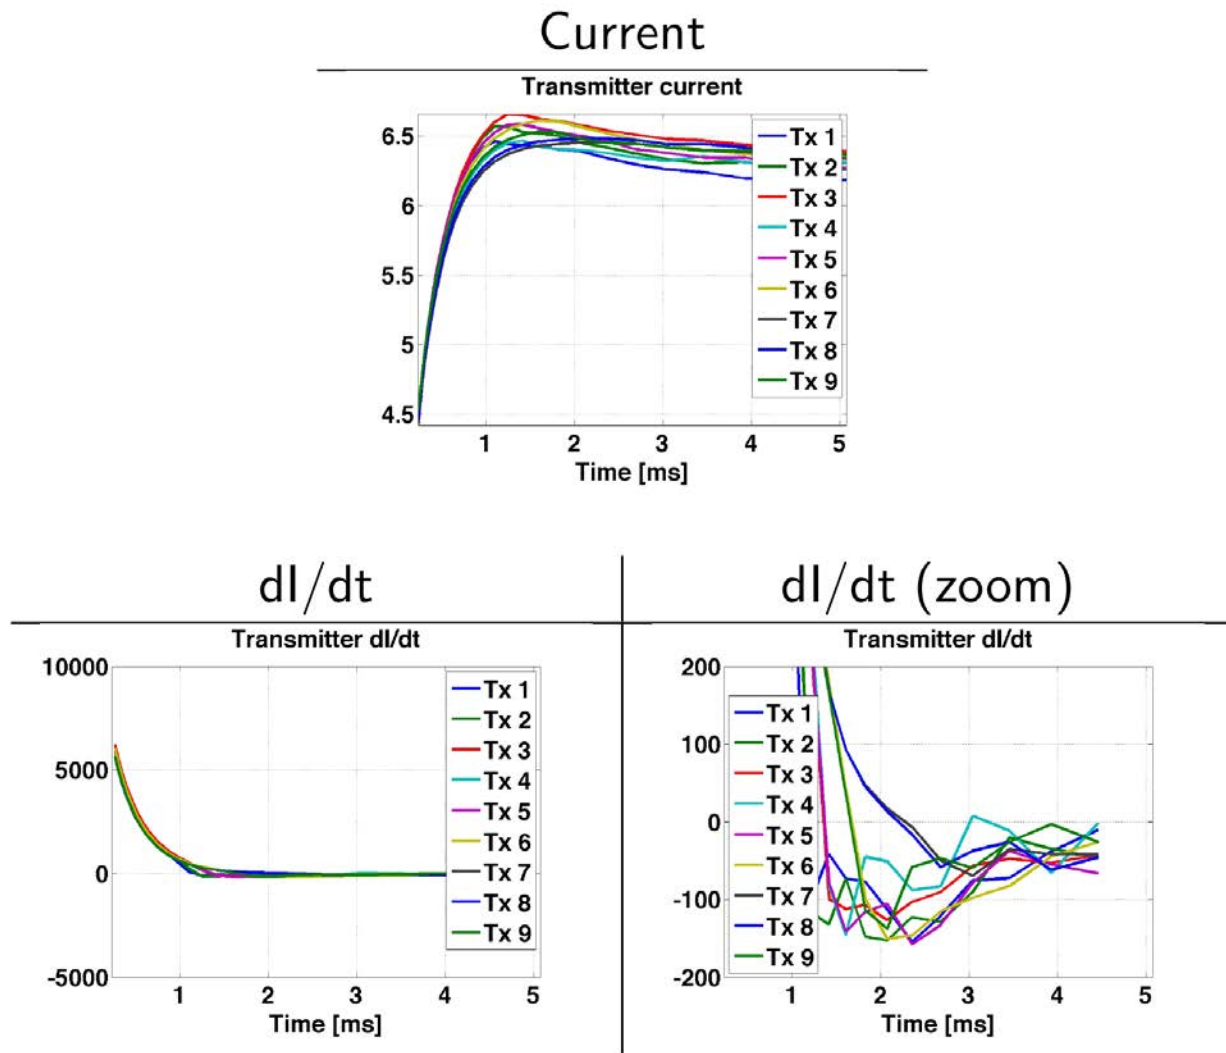 Current
Transmitter current
6.5
6
5.5
5
4.5
Tx 1
Tx 2
Tx 3
Tx 4
Tx 5
Tx 6
Tx 7
Tx 8
Tx 9
1 2 3 4 5
Time [ms]
dI/dt
Transmitter dI/dt
10000
5000
0
-5000
Tx 1
Tx 2
Tx 3
Tx 4
Tx 5
Tx 6
Tx 7
Tx 8
Tx 9
1 2 3 4 5
Time [ms]
dI/dt (zoom)
Transmitter dI/dt
200
100
0
-100
-200
Tx 1
Tx 2
Tx 3
Tx 4
Tx 5
Tx 6
Tx 7
Tx 8
Tx 9
1 2 3 4 5
Time [ms]